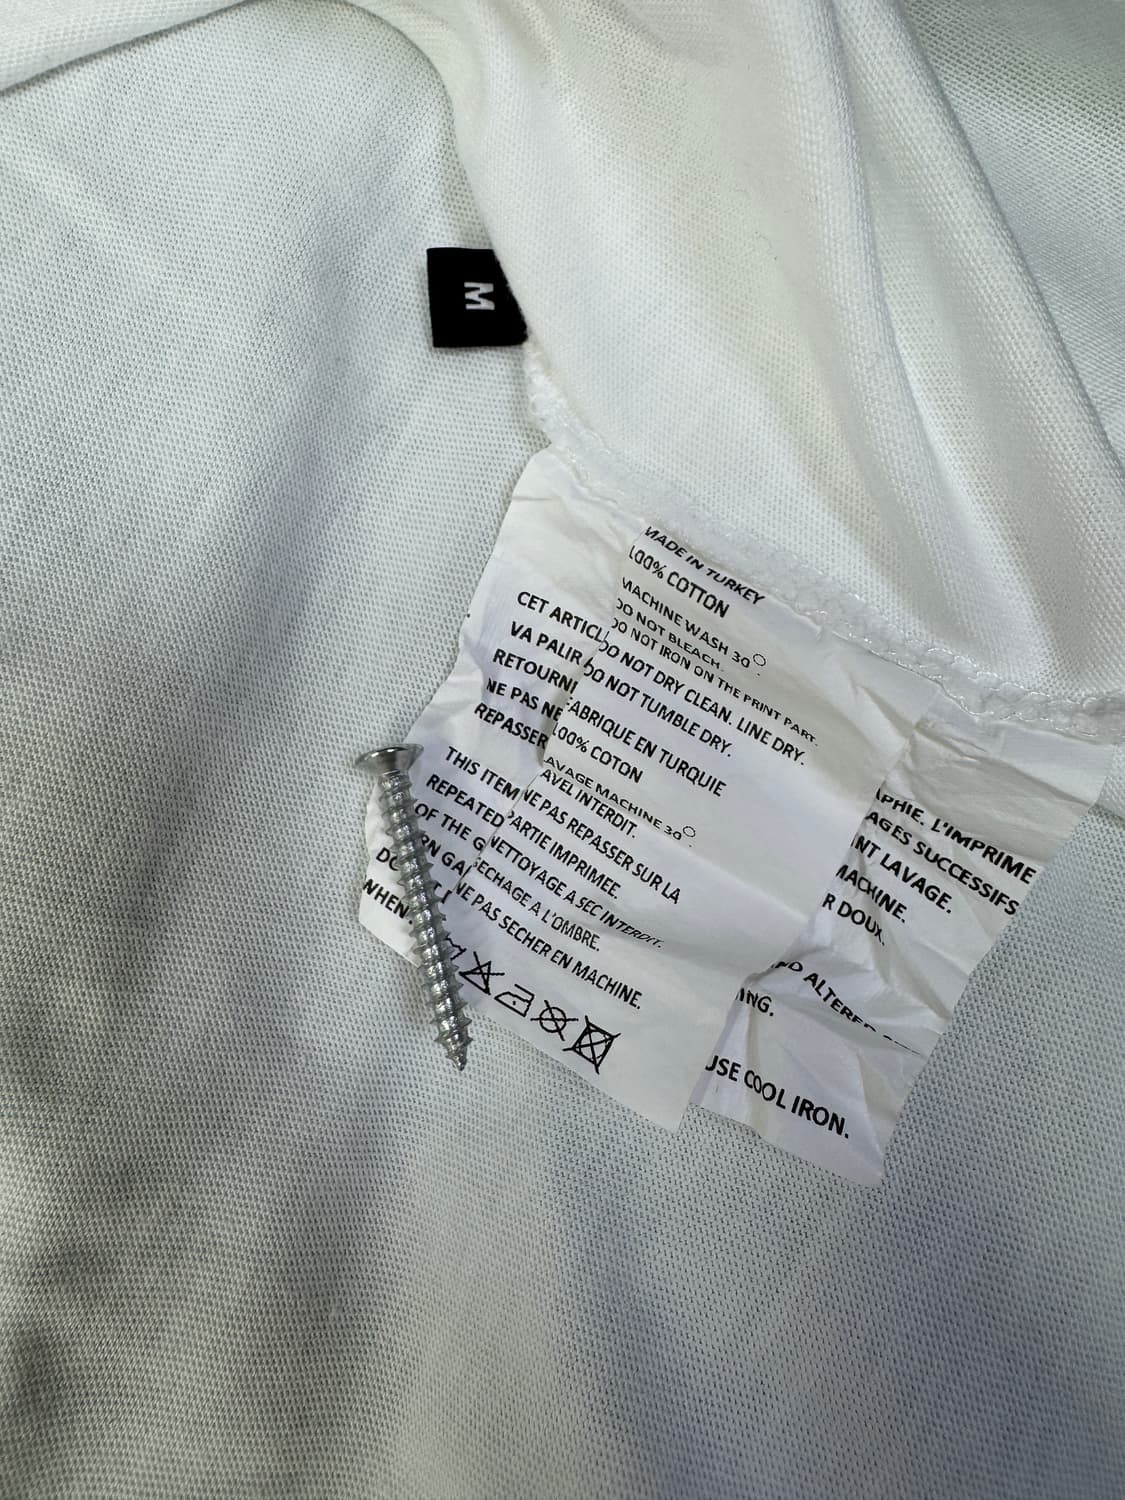 M
MADE IN TURKEY
100% COTTON
MACHINE WASH 30°.
DO NOT BLEACH.
DO NOT IRON ON THE PRINT PART.
DO NOT DRY CLEAN. LINE DRY.
DO NOT TUMBLE DRY.
FABRIQUE EN TURQUIE
100% COTON
LAVAGE MACHINE 30°.
JAVEL INTERDIT.
NE PAS REPASSER SUR LA
PARTIE IMPRIMEE.
NETTOYAGE A SEC INTERDIT.
SECHAGE A L'OMBRE.
NE PAS SECHER EN MACHINE.
CET ARTICL
VA PALIR
RETOURN
NE PAS NE
REPASSER
THIS ITEM
REPEATED
OF THE G
RN GA
WHEN
PHIE. L'IMPRIME
AGES SUCCESSIFS
NT LAVAGE.
MACHINE.
R DOUX.
D ALTERED
ING.
USE COOL IRON.